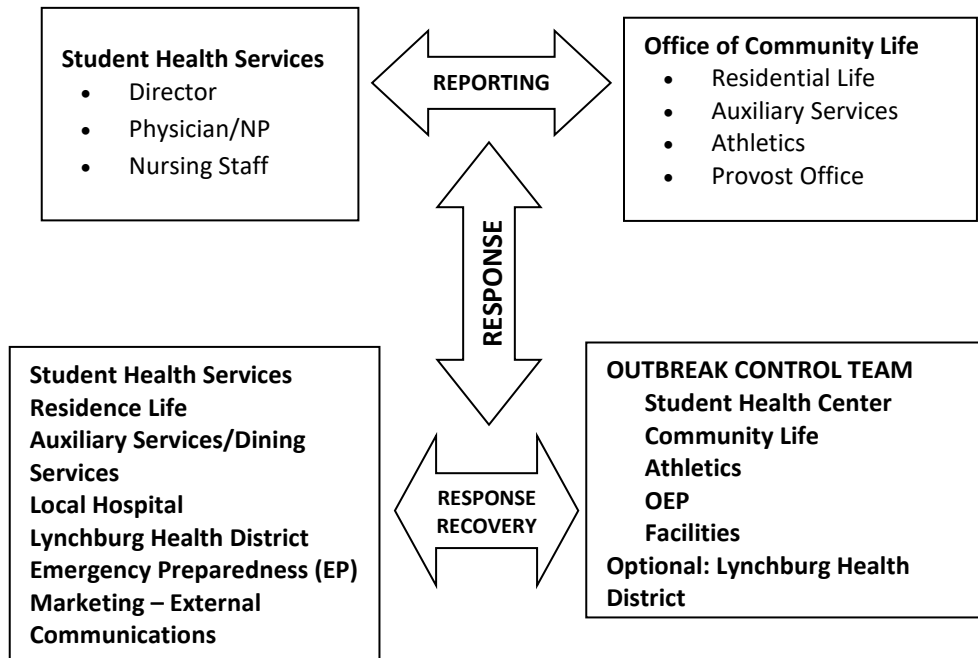 Student Health Services
• Director
• Physician/NP
• Nursing Staff
REPORTING
Office of Community Life
• Residential Life
• Auxiliary Services
• Athletics
• Provost Office
RESPONSE
Student Health Services
Residence Life
Auxiliary Services/Dining
Services
Local Hospital
Lynchburg Health District
Emergency Preparedness (EP)
Marketing – External
Communications
RESPONSE
RECOVERY
OUTBREAK CONTROL TEAM
Student Health Center
Community Life
Athletics
OEP
Facilities
Optional: Lynchburg Health
District